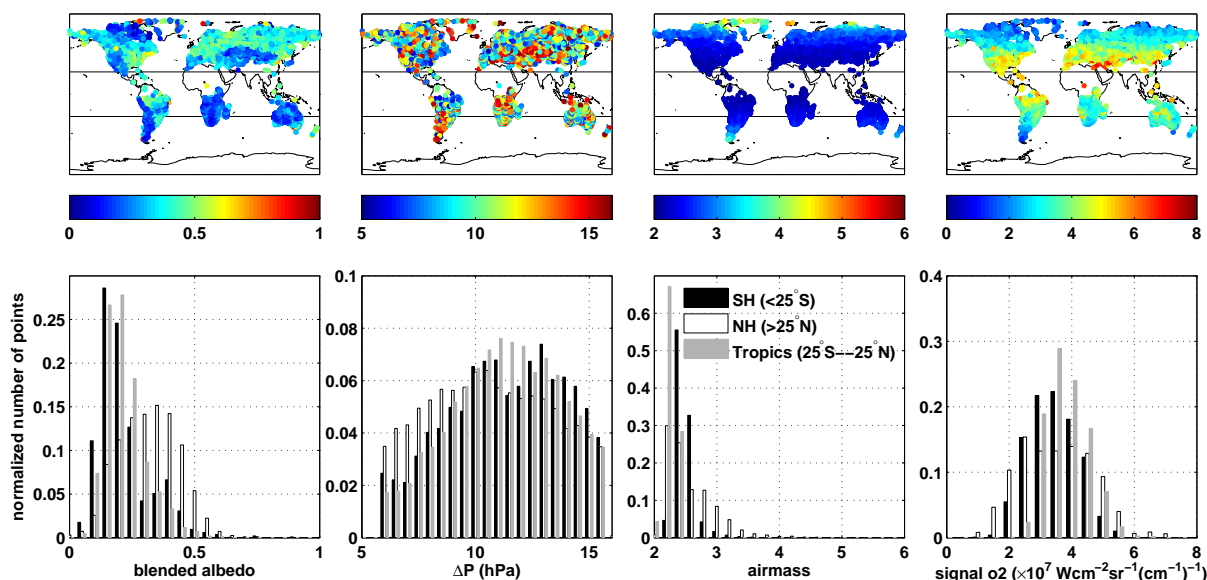 0 0.5 1
5 10 15
2 3 4 5 6
0 2 4 6 8
normalized number of points
0.25
0.2
0.15
0.1
0.05
0
0 0.5 1
blended albedo
0.1
0.08
0.06
0.04
0.02
0
5 10 15
ΔP (hPa)
0.7
0.6
0.5
0.4
0.3
0.2
0.1
0
SH (<25°S)
NH (>25°N)
Tropics (25°S−−25°N)
2 3 4 5 6
airmass
0.4
0.3
0.2
0.1
0
0 2 4 6 8
signal o2 (×10⁷ Wcm⁻²sr⁻¹(cm⁻¹)⁻¹)